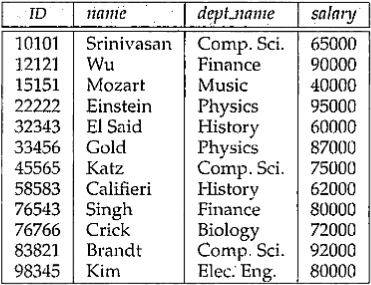 ID name dept_name salary
10101 Srinivasan Comp. Sci. 65000
12121 Wu Finance 90000
15151 Mozart Music 40000
22222 Einstein Physics 95000
32343 El Said History 60000
33456 Gold Physics 87000
45565 Katz Comp. Sci. 75000
58583 Califieri History 62000
76543 Singh Finance 80000
76766 Crick Biology 72000
83821 Brandt Comp. Sci. 92000
98345 Kim Elec. Eng. 80000